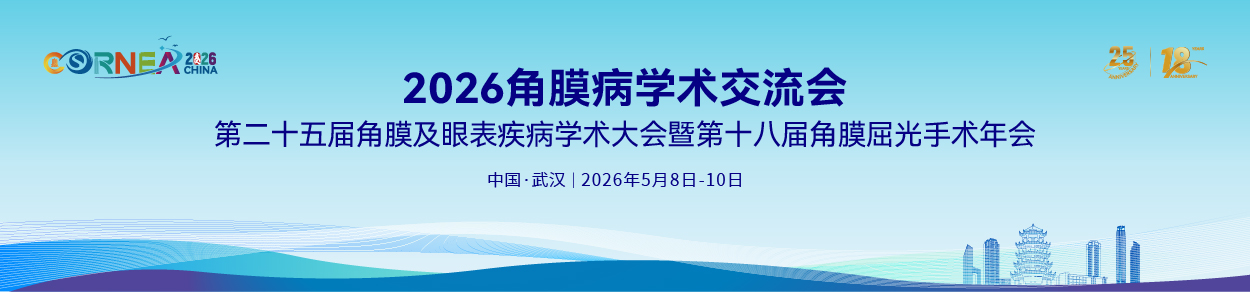 CORNEA 2026
CHINA
25
18
2026角膜病学术交流会
第二十五届角膜及眼表疾病学术大会暨第十八届角膜屈光手术年会
中国·武汉 | 2026年5月8日-10日